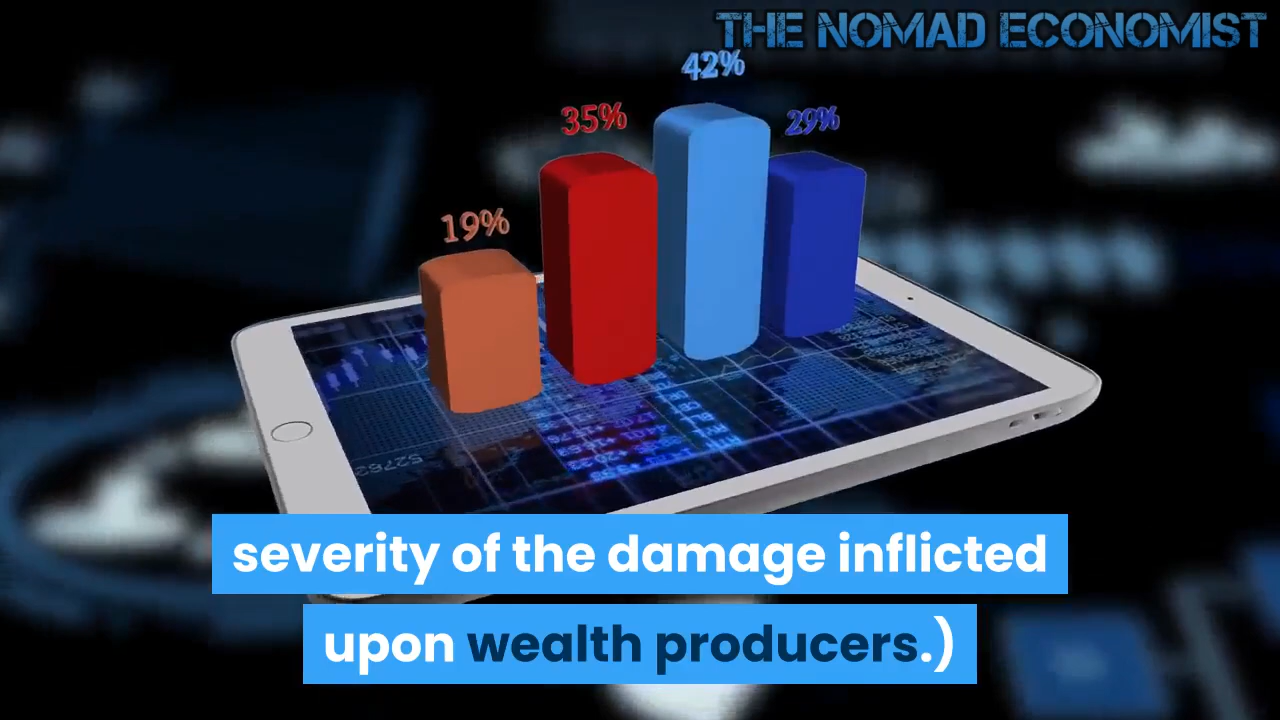 THE NOMAD ECONOMIST
42%
35%
29%
19%
severity of the damage inflicted
upon wealth producers.)